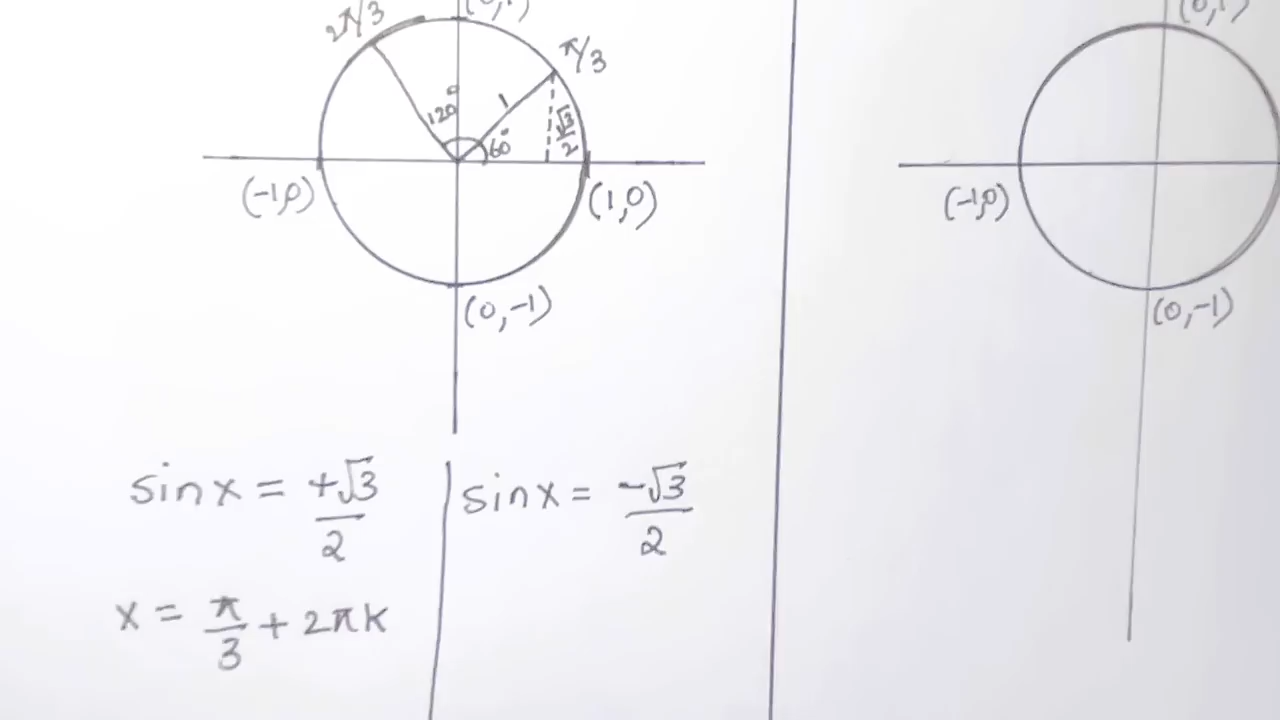 2π/3
π/3
120°
1
60°
√3/2
(-1,0)
(1,0)
(0,-1)
sin x = +√3/2
x = π/3 + 2πk
sin x = -√3/2
(-1,0)
(0,-1)